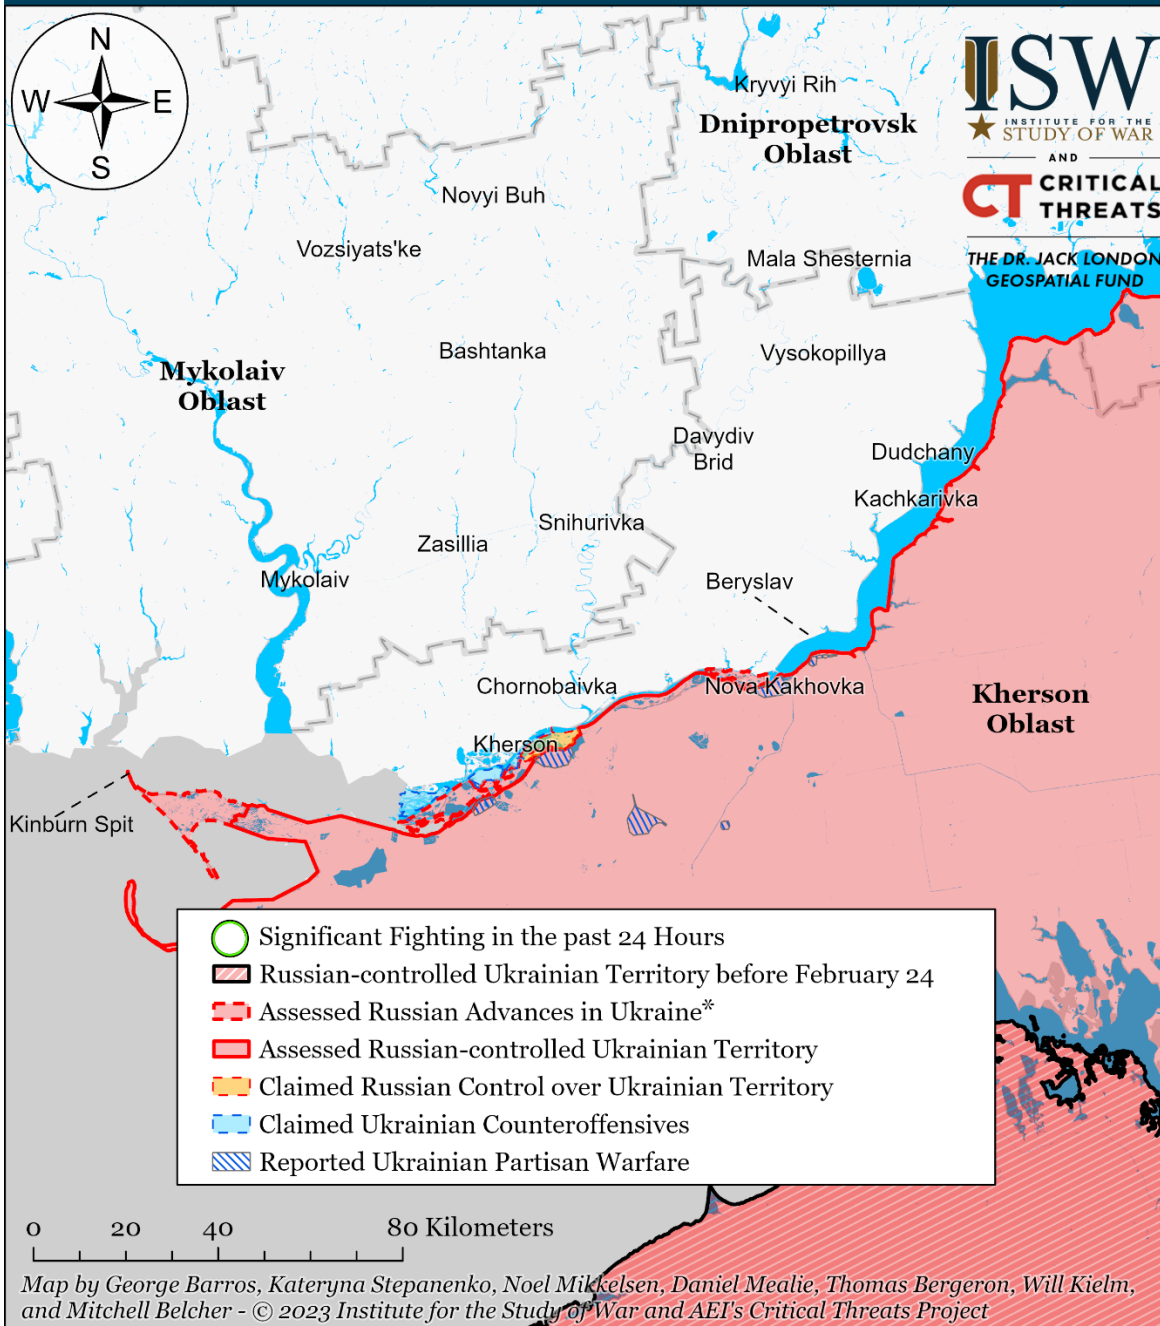 N
W
E
S
ISW
INSTITUTE FOR THE
STUDY OF WAR
AND
CT CRITICAL
THREATS
THE DR. JACK LONDON
GEOSPATIAL FUND
Kryvyi Rih
Dnipropetrovsk
Oblast
Novyi Buh
Vozsiyats'ke
Mala Shesternia
Bashtanka
Vysokopillya
Mykolaiv
Oblast
Davydiv
Brid
Dudchany
Kachkarivka
Snihurivka
Zasillia
Mykolaiv
Beryslav
Chornobaivka
Nova Kakhovka
Kherson
Oblast
Kherson
Kinburn Spit
Significant Fighting in the past 24 Hours
Russian-controlled Ukrainian Territory before February 24
Assessed Russian Advances in Ukraine*
Assessed Russian-controlled Ukrainian Territory
Claimed Russian Control over Ukrainian Territory
Claimed Ukrainian Counteroffensives
Reported Ukrainian Partisan Warfare
0 20 40 80 Kilometers
Map by George Barros, Kateryna Stepanenko, Noel Mikkelsen, Daniel Mealie, Thomas Bergeron, Will Kielm,
and Mitchell Belcher - © 2023 Institute for the Study of War and AEI's Critical Threats Project